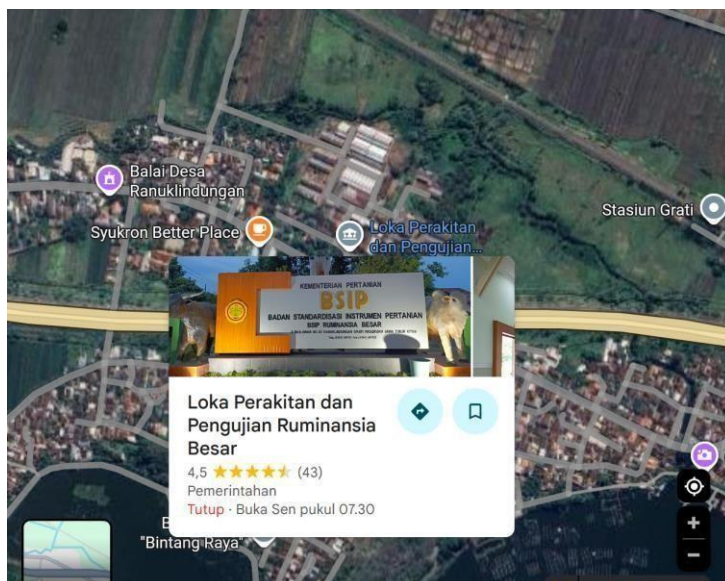 Balai Desa
Ranuklindungan
Stasiun Grati
Syukron Better Place
Loka Perakitan
dan Pengujian...
KEMENTERIAN PERTANIAN
BSIP
BADAN STANDARDISASI INSTRUMEN PERTANIAN
BSIP RUMINANSIA BESAR
Loka Perakitan dan
Pengujian Ruminansia
Besar
4,5 (43)
Pemerintahan
Tutup · Buka Sen pukul 07.30
"Bintang Raya"